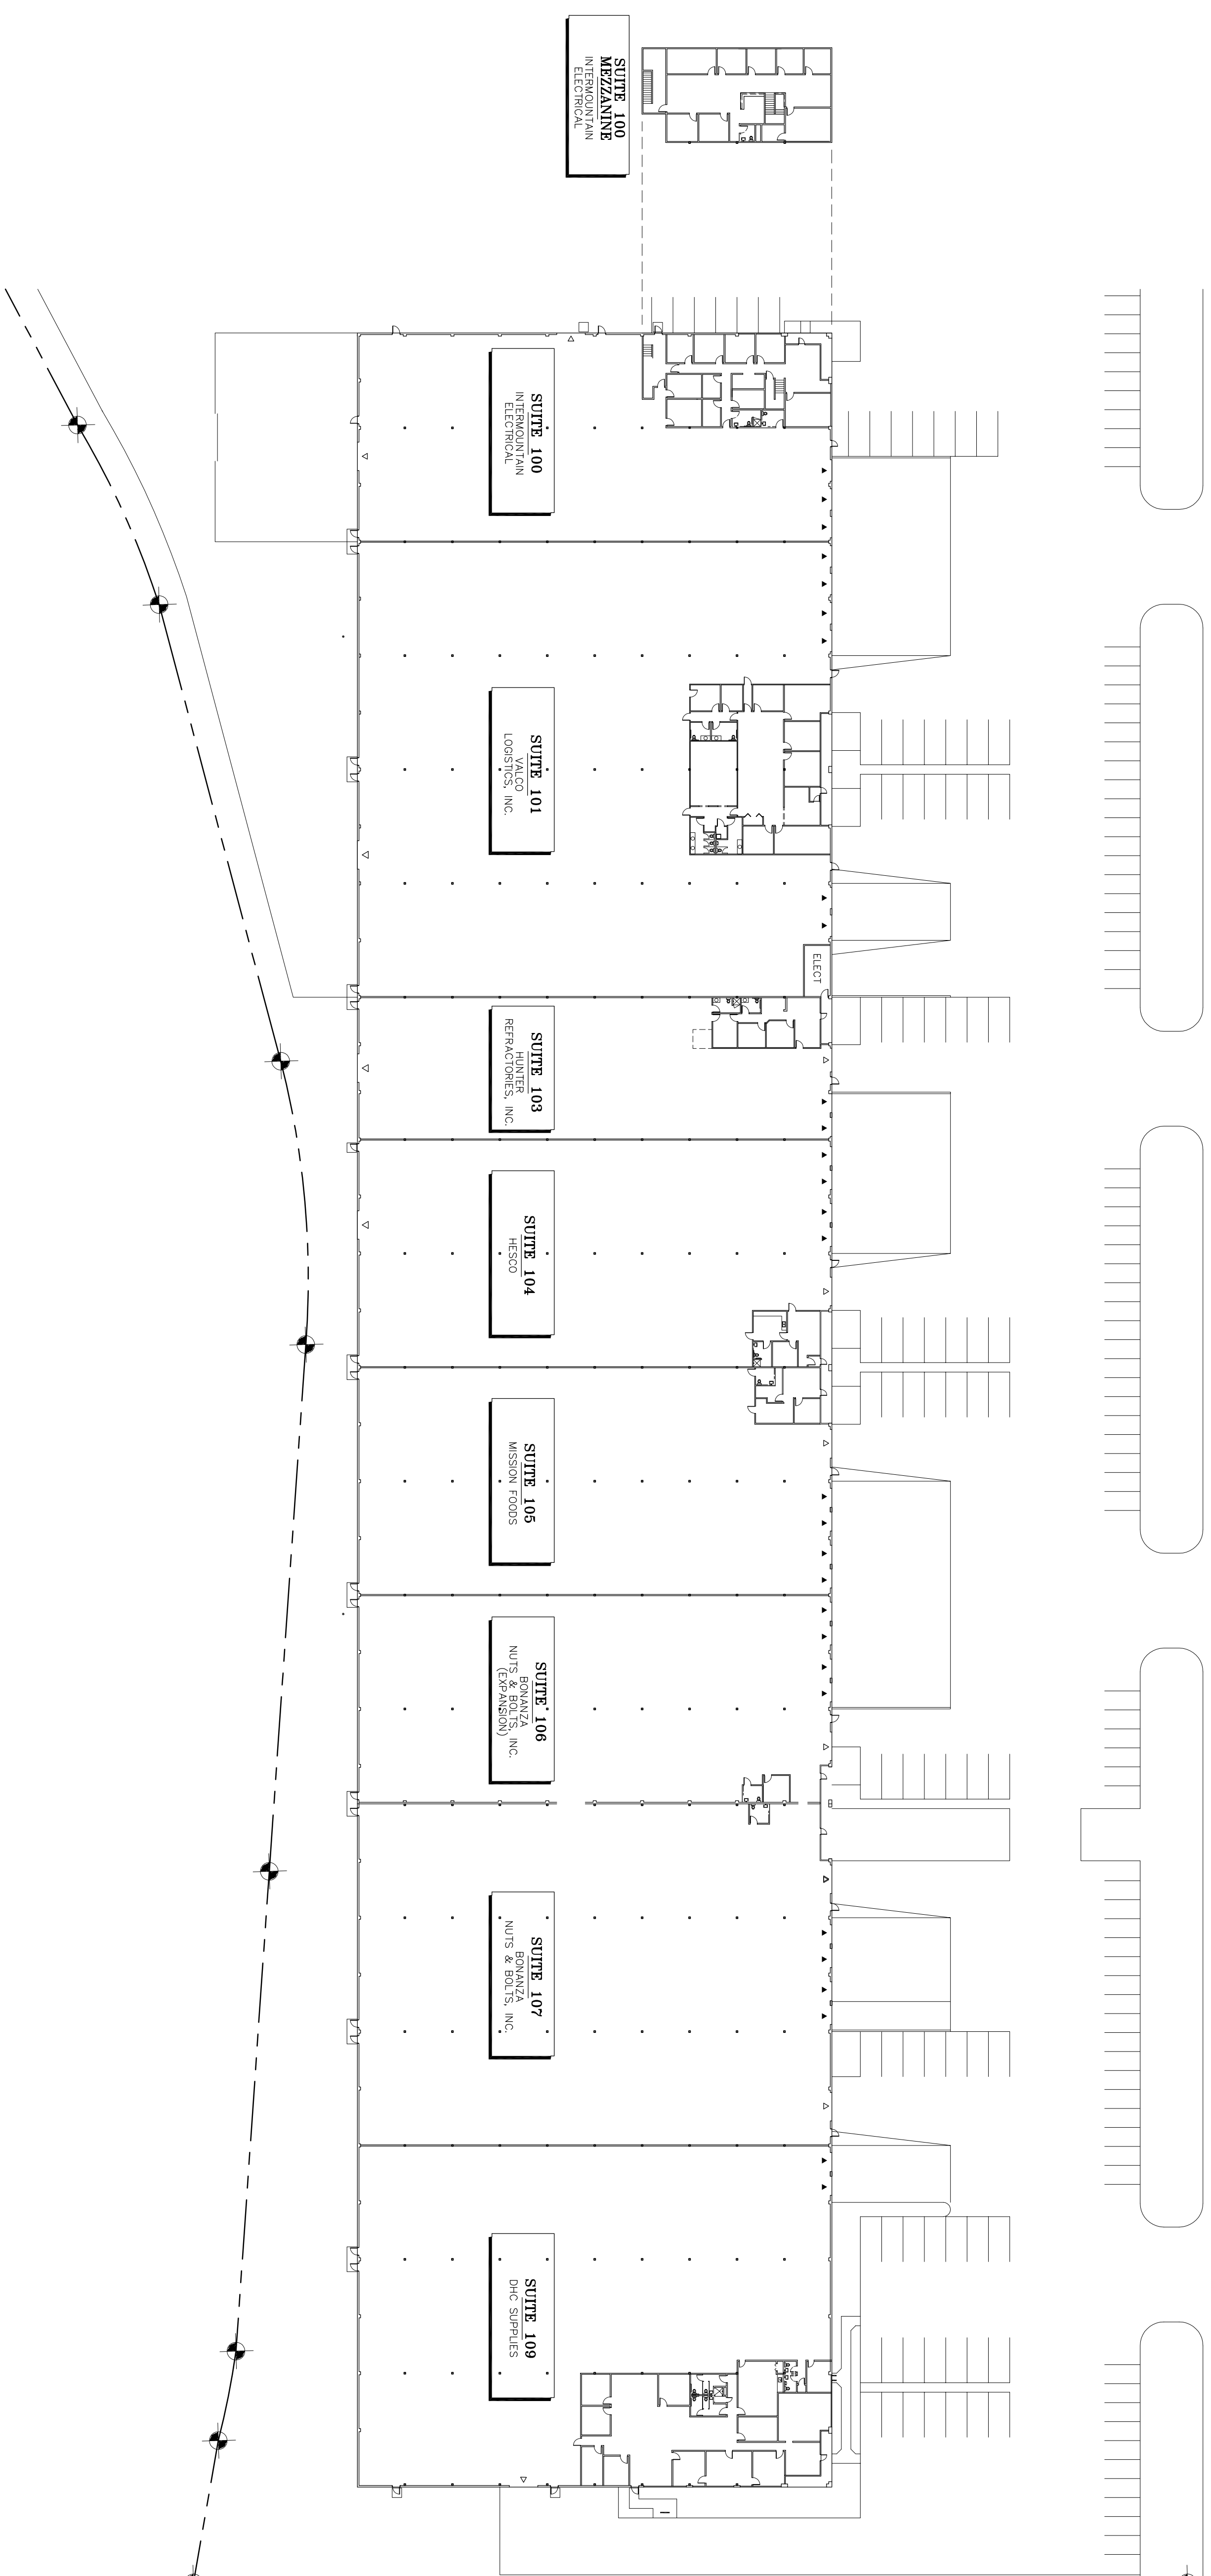 SUITE 100
MEZZANINE
INTERMOUNTAIN
ELECTRICAL
SUITE 100
INTERMOUNTAIN
ELECTRICAL
SUITE 101
VALCO
LOGISTICS, INC.
ELECT
SUITE 103
HUNTER
REFRACTORIES, INC.
SUITE 104
HESCO
SUITE 105
MISSION FOODS
SUITE 106
BONANZA
NUTS & BOLTS, INC.
(EXPANSION)
SUITE 107
BONANZA
NUTS & BOLTS, INC.
SUITE 109
DHC SUPPLIES